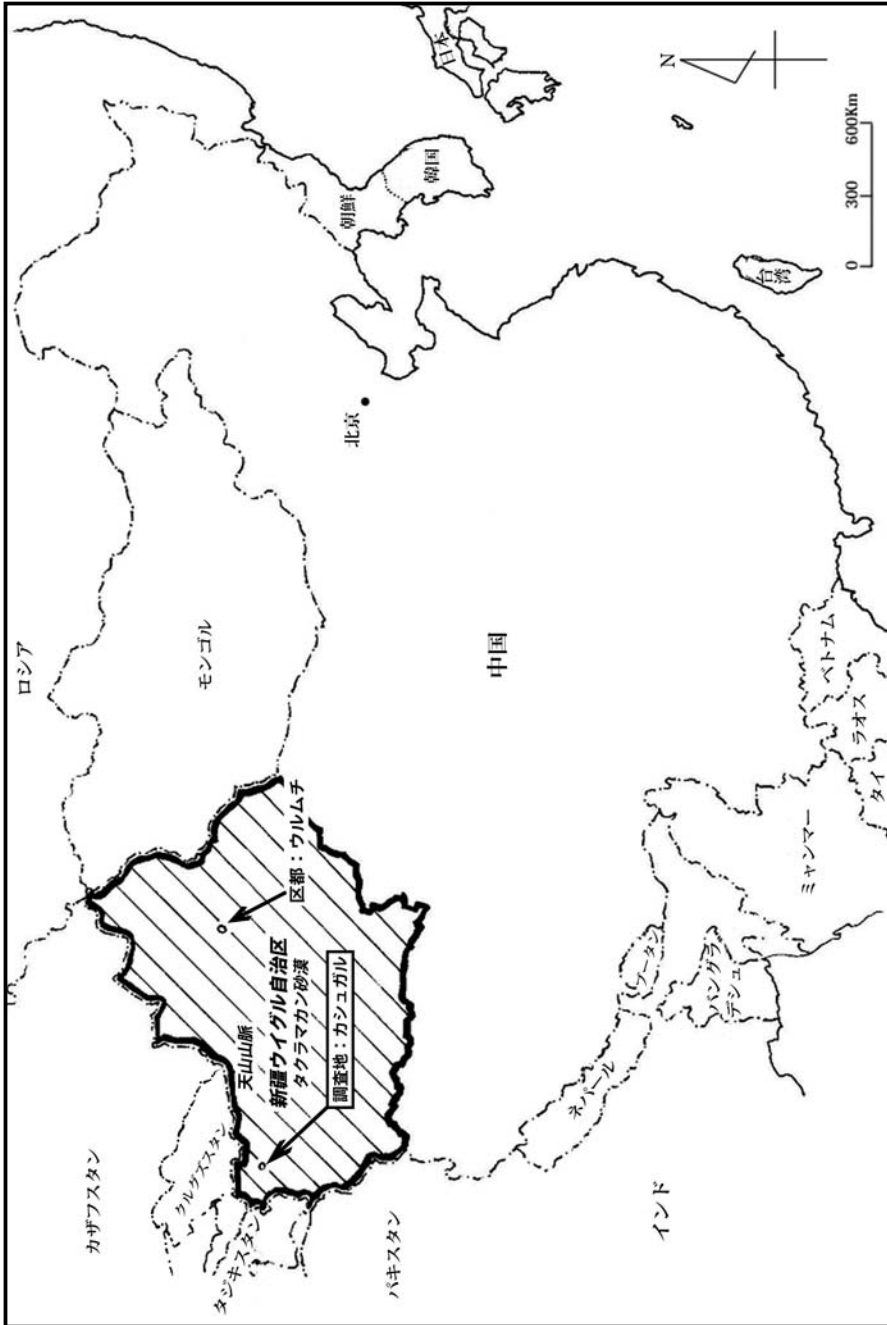 ロシア
カザフスタン
モンゴル
クルグズスタン
天山山脈
区都：ウルムチ
新疆ウイグル自治区
タクラマカン砂漠
タジキスタン
調査地：カシュガル
パキスタン
中国
北京
朝鮮
韓国
日本
N
インド
ネパール
ブータン
バングラ
デシュ
ミャンマー
ベトナム
ラオス
タイ
台湾
0 300 600Km